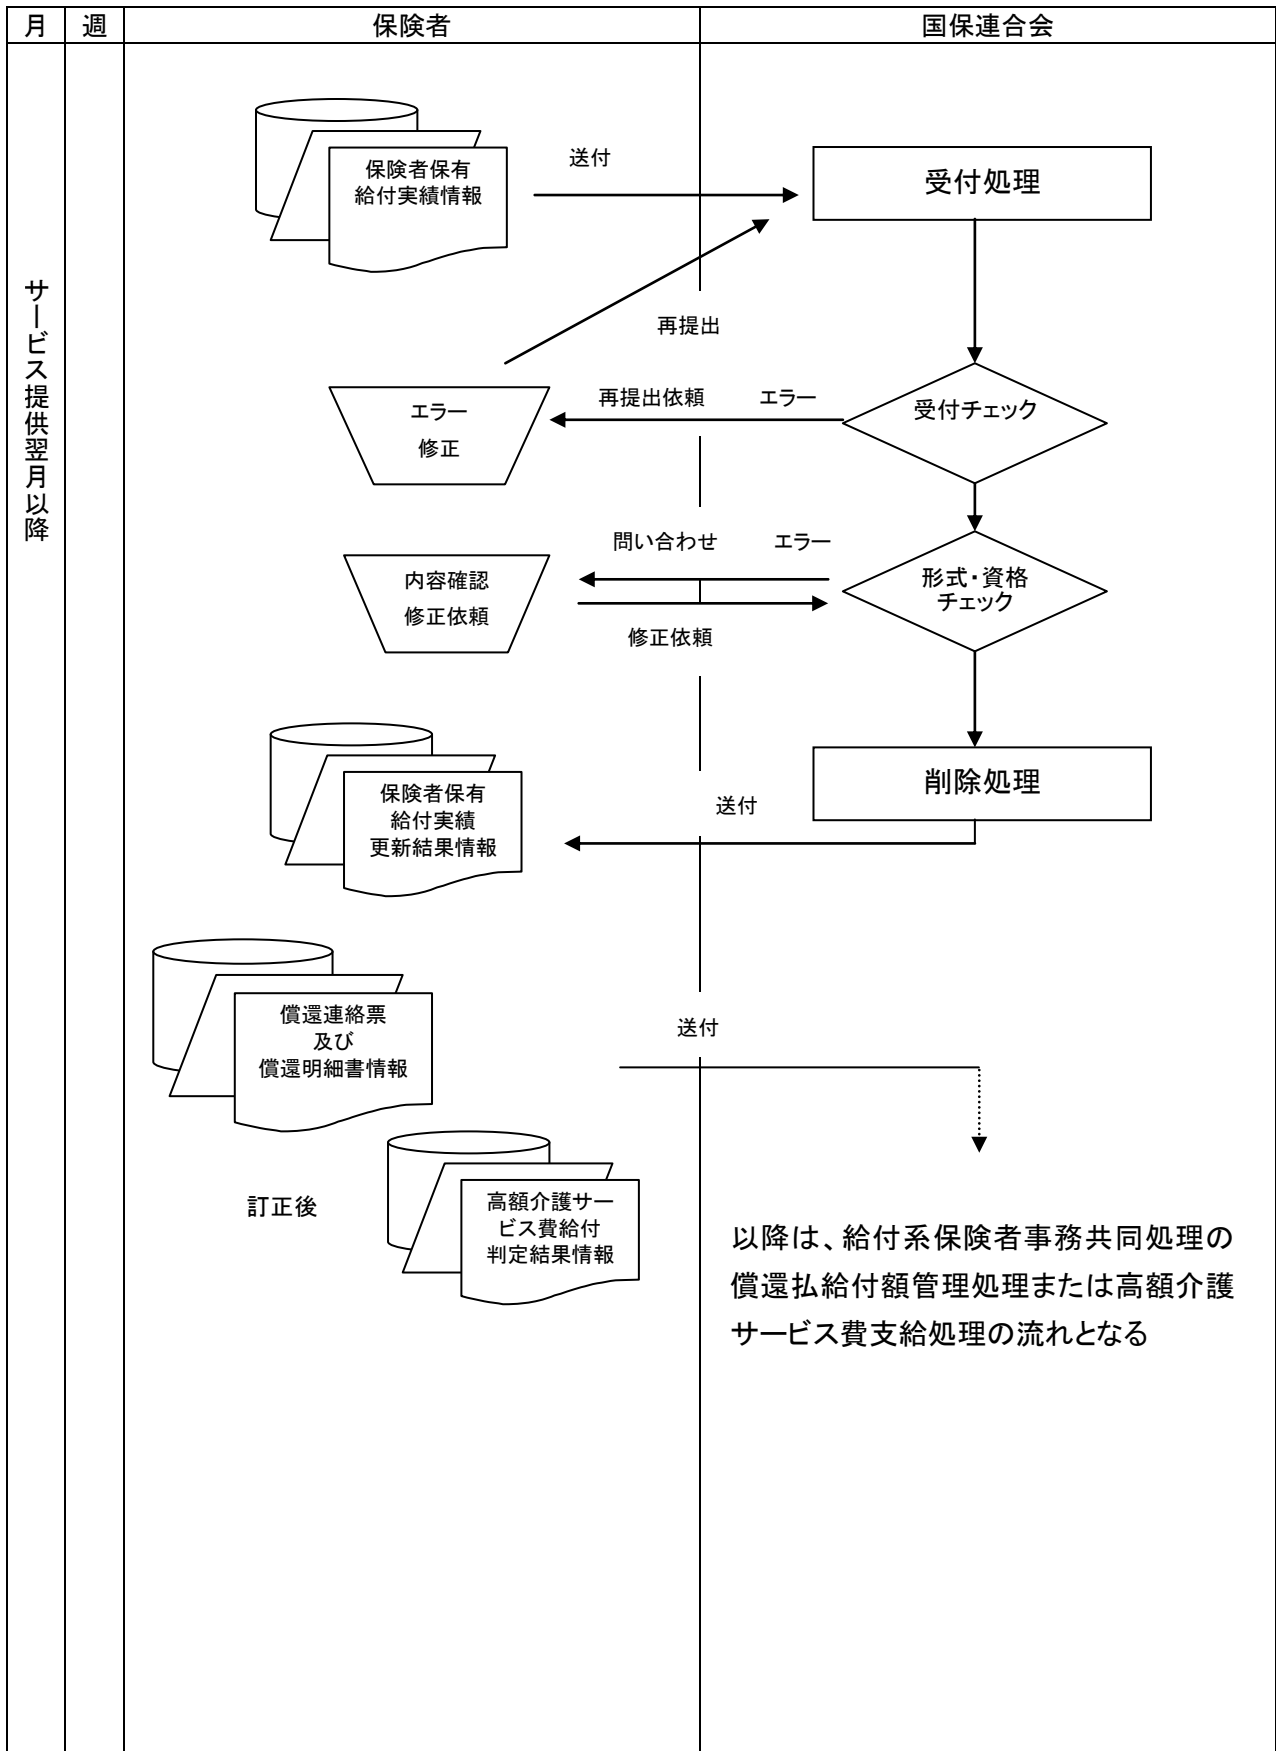 月 週 保険者 国保連合会
サービス提供翌月以降
保険者保有
給付実績情報
送付
受付処理
再提出
エラー
修正
再提出依頼 エラー
受付チェック
問い合わせ エラー
内容確認
修正依頼
形式・資格
チェック
修正依頼
削除処理
保険者保有
給付実績
更新結果情報
送付
償還連絡票
及び
償還明細書情報
送付
訂正後
高額介護サー
ビス費給付
判定結果情報
以降は、給付系保険者事務共同処理の
償還払給付額管理処理または高額介護
サービス費支給処理の流れとなる